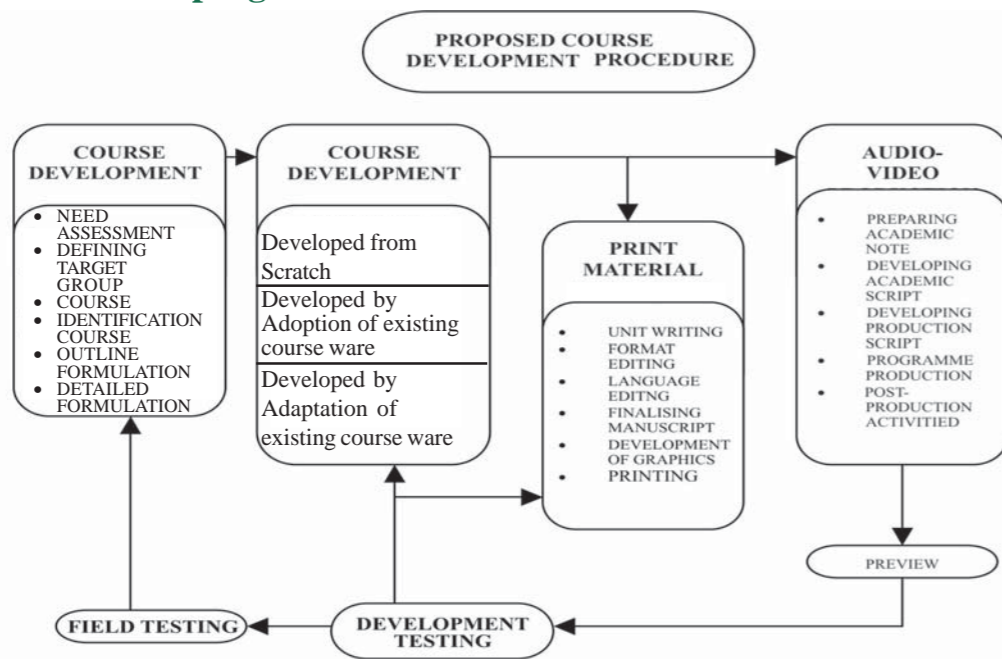 PROPOSED COURSE
DEVELOPMENT PROCEDURE
COURSE
DEVELOPMENT
• NEED
ASSESSMENT
• DEFINING
TARGET
GROUP
• COURSE
• IDENTIFICATION
COURSE
• OUTLINE
FORMULATION
• DETAILED
FORMULATION
COURSE
DEVELOPMENT
Developed from
Scratch
Developed by
Adoption of existing
course ware
Developed by
Adaptation of
existing course ware
PRINT
MATERIAL
• UNIT WRITING
• FORMAT
EDITING
• LANGUAGE
EDITNG
• FINALISING
MANUSCRIPT
• DEVELOPMENT
OF GRAPHICS
• PRINTING
AUDIO-
VIDEO
• PREPARING
ACADEMIC
NOTE
• DEVELOPING
ACADEMIC
SCRIPT
• DEVELOPING
PRODUCTION
SCRIPT
• PROGRAMME
PRODUCTION
• POST-
PRODUCTION
ACTIVITIED
PREVIEW
DEVELOPMENT
TESTING
FIELD TESTING